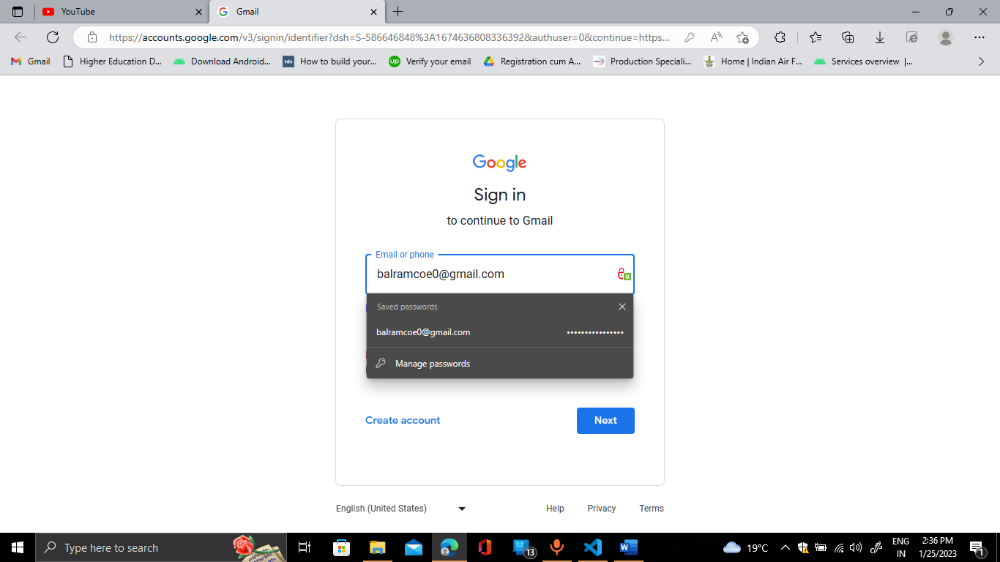 YouTube
Gmail
https://accounts.google.com/v3/signin/identifier?dsh=S-586646848%3A1674636808336392&authuser=0&continue=https...
Gmail
Higher Education D...
Download Android...
tds
How to build your...
up
Verify your email
Registration cum A...
Production Speciali...
Home | Indian Air F...
Services overview |...
Google
Sign in
to continue to Gmail
Email or phone
balramcoe0@gmail.com
0
Saved passwords
balramcoe0@gmail.com
••••••••••••••••
Manage passwords
Create account
Next
English (United States)
Help
Privacy
Terms
Type here to search
13
19°C
ENG
IN
2:36 PM
1/25/2023
1